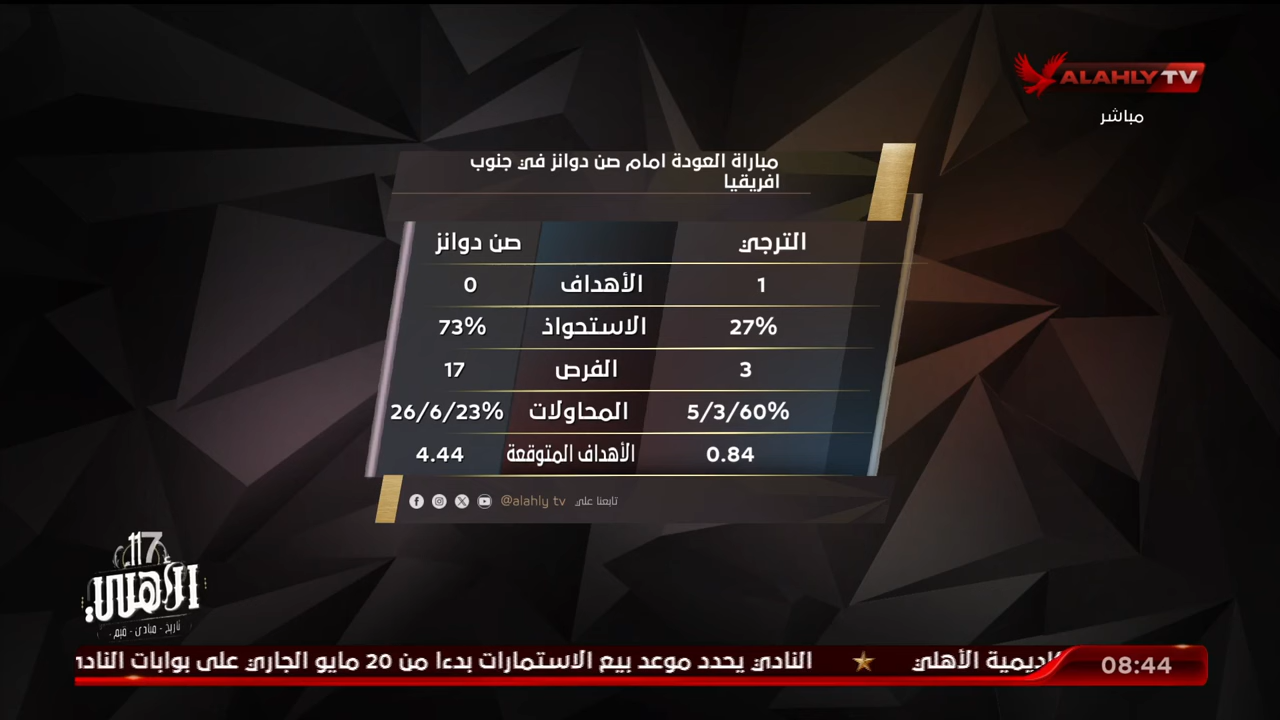 ALAHLY TV
مباشر
مباراة العودة امام صن دوانز في جنوب
افريقيا
الترجي صن دوانز
1 الأهداف 0
27% الاستحواذ 73%
3 الفرص 17
5/3/60% المحاولات 26/6/23%
0.84 الأهداف المتوقعة 4.44
تابعنا علي @alahly tv
117
الأهلي
تاريخ - مبادئ - قيم
08:44 الأهلي ★ النادي يحدد موعد بيع الاستمارات بدءا من 20 مايو الجاري على بوابات